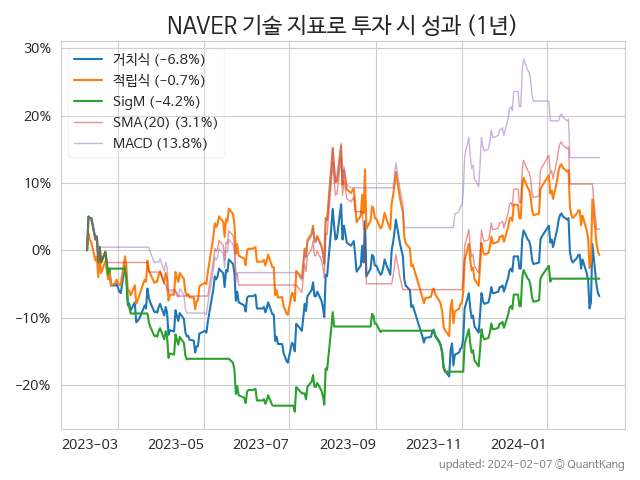 NAVER 기술 지표로 투자 시 성과 (1년)
거치식 (−6.8%)
적립식 (−0.7%)
SigM (−4.2%)
SMA(20) (3.1%)
MACD (13.8%)
30%
20%
10%
0%
−10%
−20%
2023-03
2023-05
2023-07
2023-09
2023-11
2024-01
updated: 2024-02-07 © QuantKang